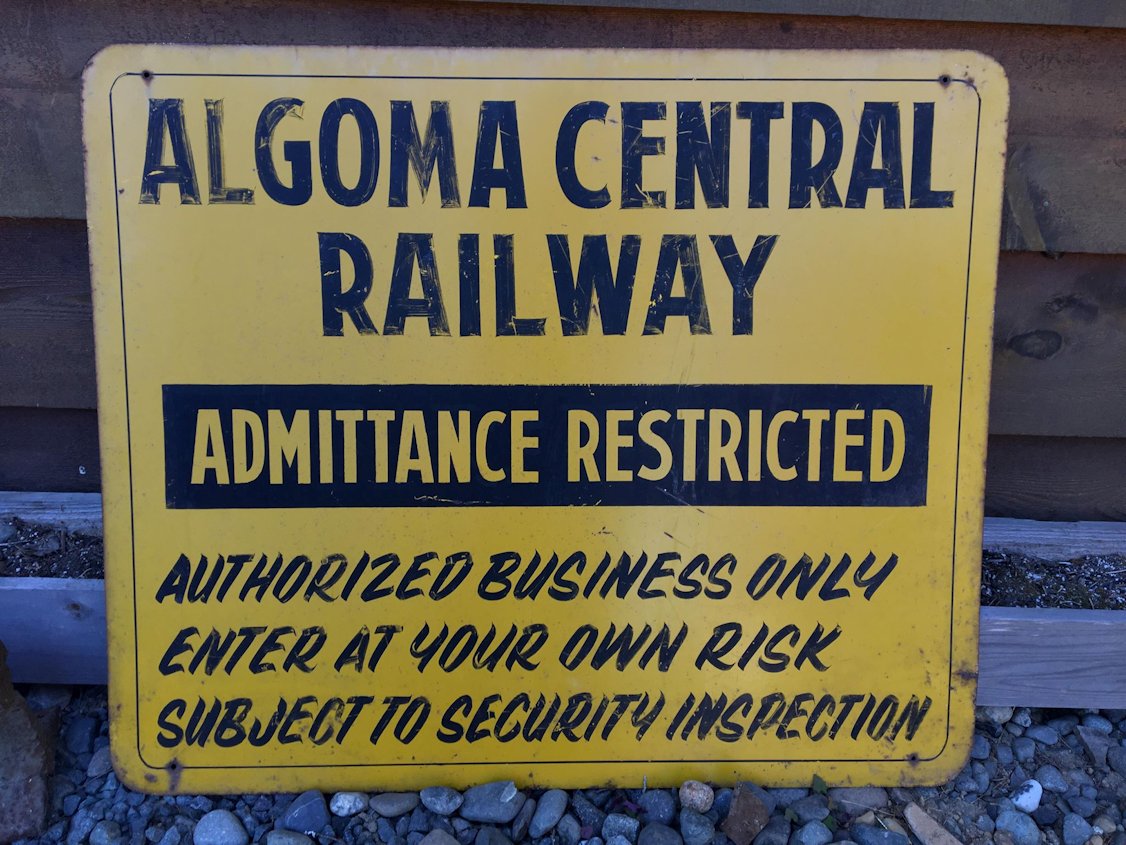 ALGOMA CENTRAL
RAILWAY
ADMITTANCE RESTRICTED
AUTHORIZED BUSINESS ONLY
ENTER AT YOUR OWN RISK
SUBJECT TO SECURITY INSPECTION